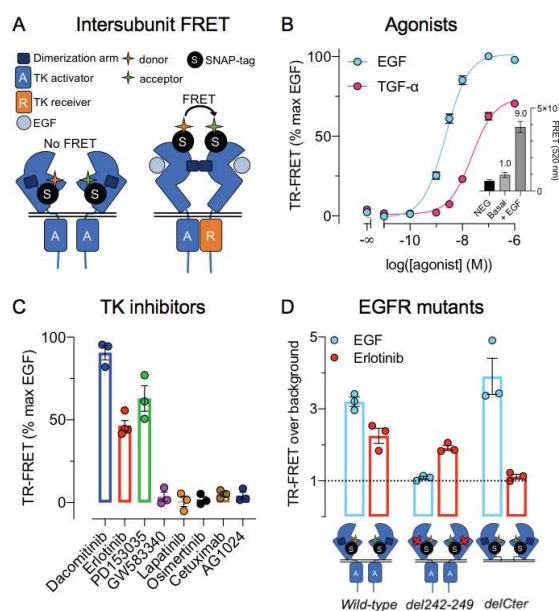 A Intersubunit FRET
Dimerization arm
donor
SNAP-tag
TK activator
acceptor
TK receiver
EGF
No FRET
FRET
S S S S S
A R A A A R
B Agonists
TR-FRET (% max EGF)
100
50
0
EGF
TGF-α
FRET (520 nm)
0
1.0
9.0
NEG
Basal
+ EGF
-∞ -10 -8 -6
log([agonist] (M))
C TK inhibitors
TR-FRET (% max EGF)
100
50
0
Dacomitinib
Erlotinib
PD153035
GW583340
Lapatinib
Osimertinib
Cetuximab
AG1024
D EGFR mutants
TR-FRET over background
5
3
1
EGF
Erlotinib
S S S S S S
A A A A
Wild-type del242-249 delCter